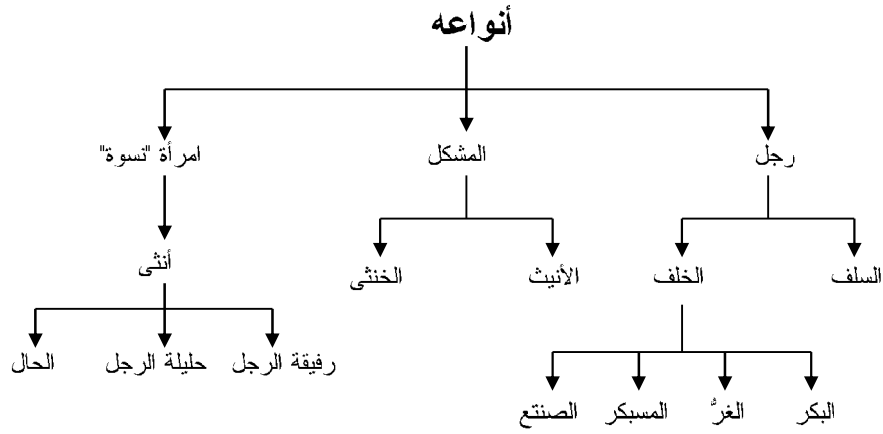 أنواعه
رجل المشكل امرأة "نسوة"
السلف الخلف الأنيث الخنثى أنثى
رفيقة الرجل حليلة الرجل الحال
البكر الغرُّ المسبكر الصنتع